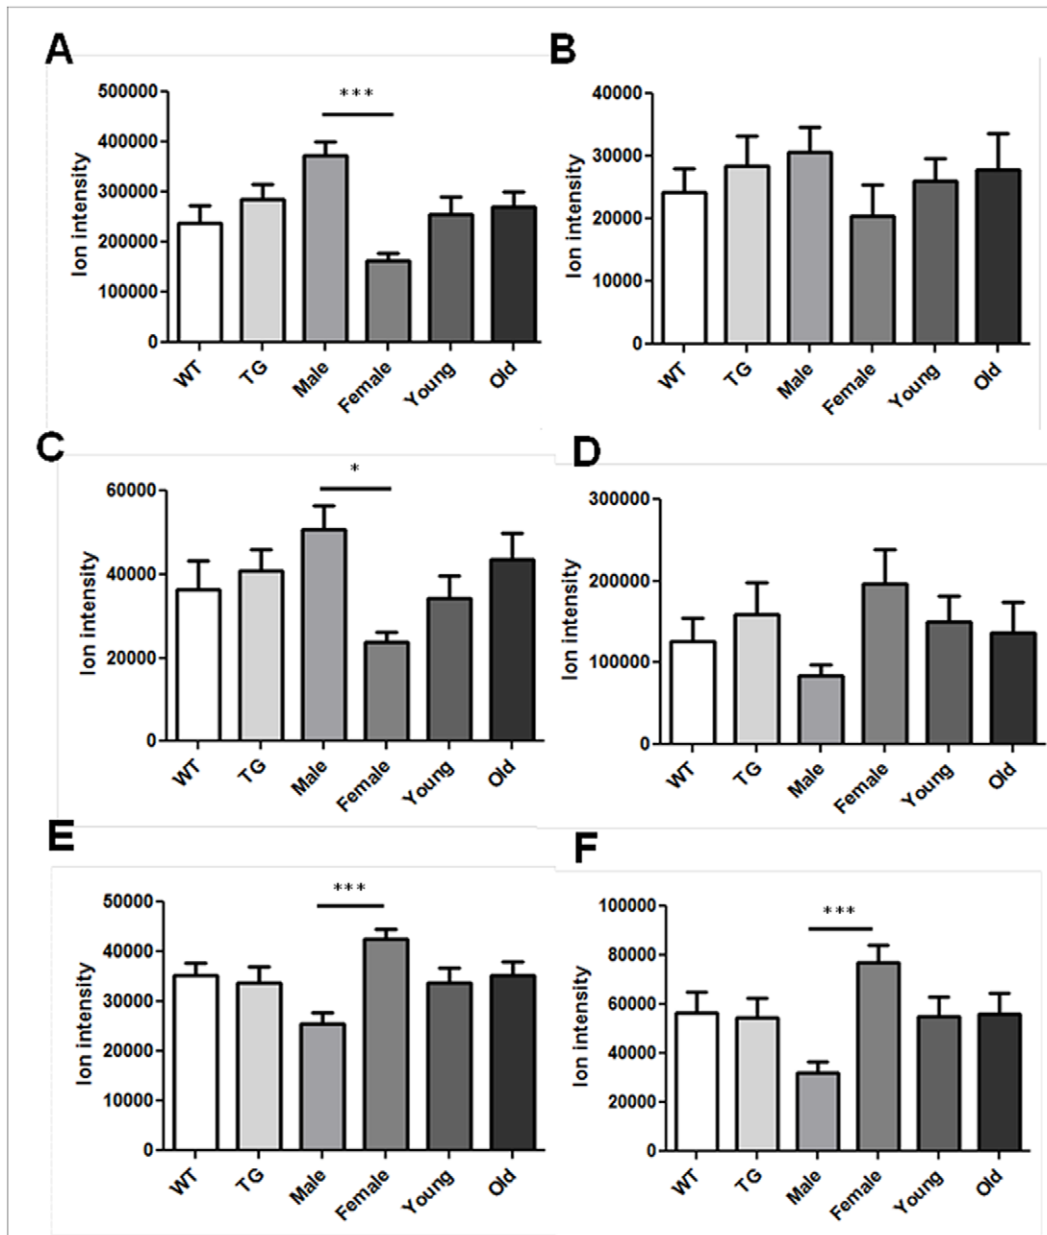 A
Ion intensity
500000
400000
300000
200000
100000
0
***
WT
TG
Male
Female
Young
Old
B
Ion intensity
40000
30000
20000
10000
0
WT
TG
Male
Female
Young
Old
C
Ion intensity
60000
40000
20000
0
*
WT
TG
Male
Female
Young
Old
D
Ion intensity
300000
200000
100000
0
WT
TG
Male
Female
Young
Old
E
Ion intensity
50000
40000
30000
20000
10000
0
***
WT
TG
Male
Female
Young
Old
F
Ion intensity
100000
80000
60000
40000
20000
0
***
WT
TG
Male
Female
Young
Old